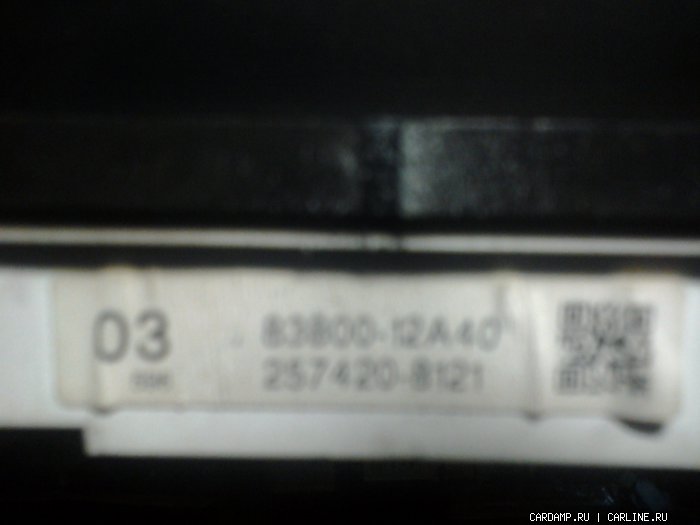 03 83800-12A40
257420-8121
CARDAMP.RU | CARLINE.RU